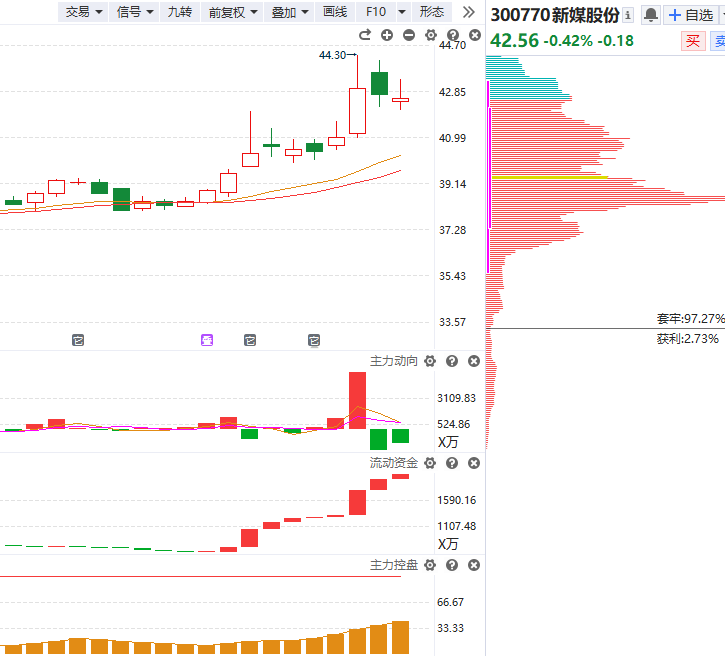 交易 信号 九转 前复权 叠加 画线 F10 形态
300770 新媒股份
自选
42.56 -0.42% -0.18
买
卖
44.70
44.30
42.85
40.99
39.14
37.28
35.43
33.57
套牢:97.27%
获利:2.73%
主力动向
3109.83
524.86
X万
流动资金
1590.16
1107.48
X万
主力控盘
66.67
33.33